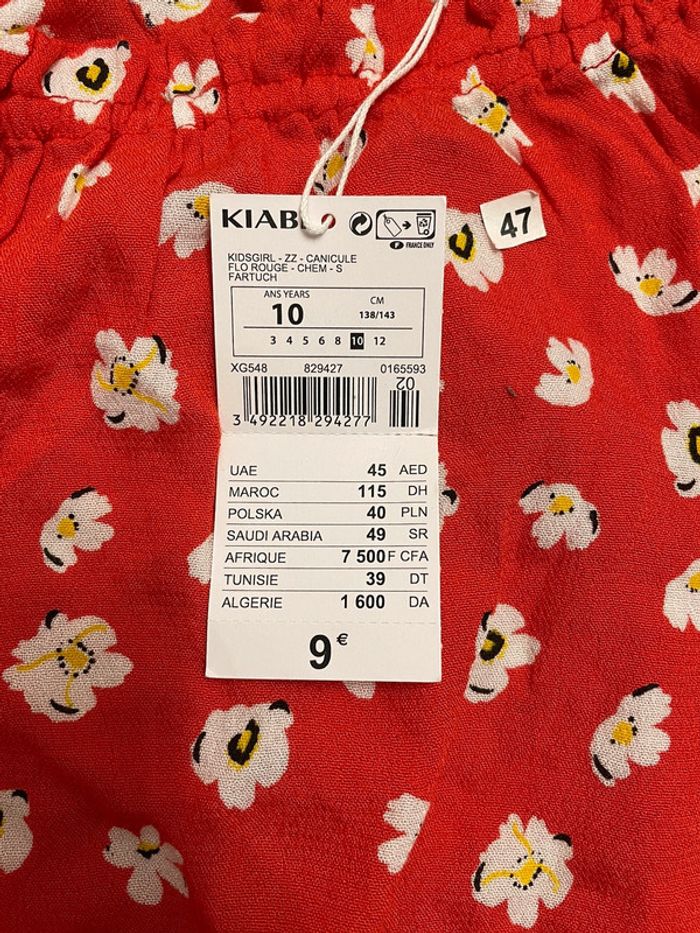 KIABI
FRANCE ONLY
47
KIDSGIRL - ZZ - CANICULE
FLO ROUGE - CHEM - S
FARTUCH
ANS YEARS
CM
10
138/143
3 4 5 6 8 10 12
XG548 829427 0165593
02
3 492218 294277
UAE 45 AED
MAROC 115 DH
POLSKA 40 PLN
SAUDI ARABIA 49 SR
AFRIQUE 7 500 F CFA
TUNISIE 39 DT
ALGERIE 1 600 DA
9 €